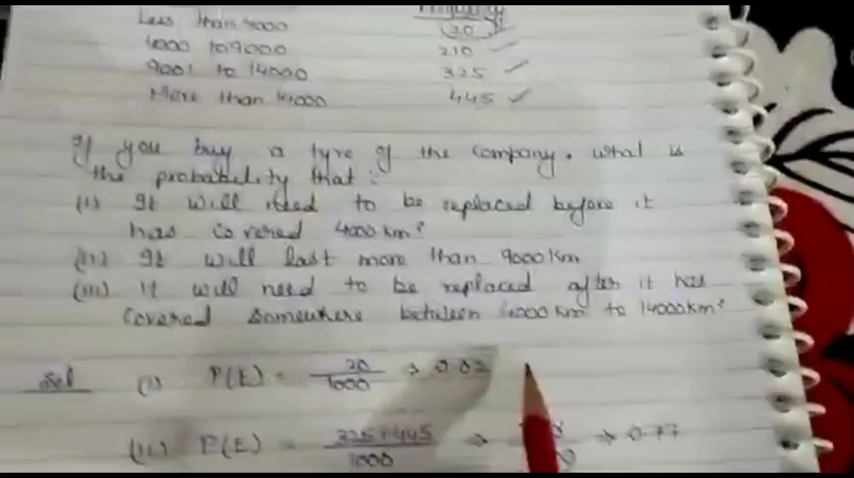 Less than 4000 20
4000 to 9000 210
9001 to 14000 325
More than 14000 445
If you buy a tyre of the company, what is
the probability that:
(i) It will need to be replaced before it
has covered 4000 km?
(ii) It will last more than 9000 km
(iii) it will need to be replaced after it has
covered somewhere between 4000 km to 14000 km?
Sol (i) P(E) = 20/1000 → 0.02
(ii) P(E) = 325+445/1000 → → 0.77